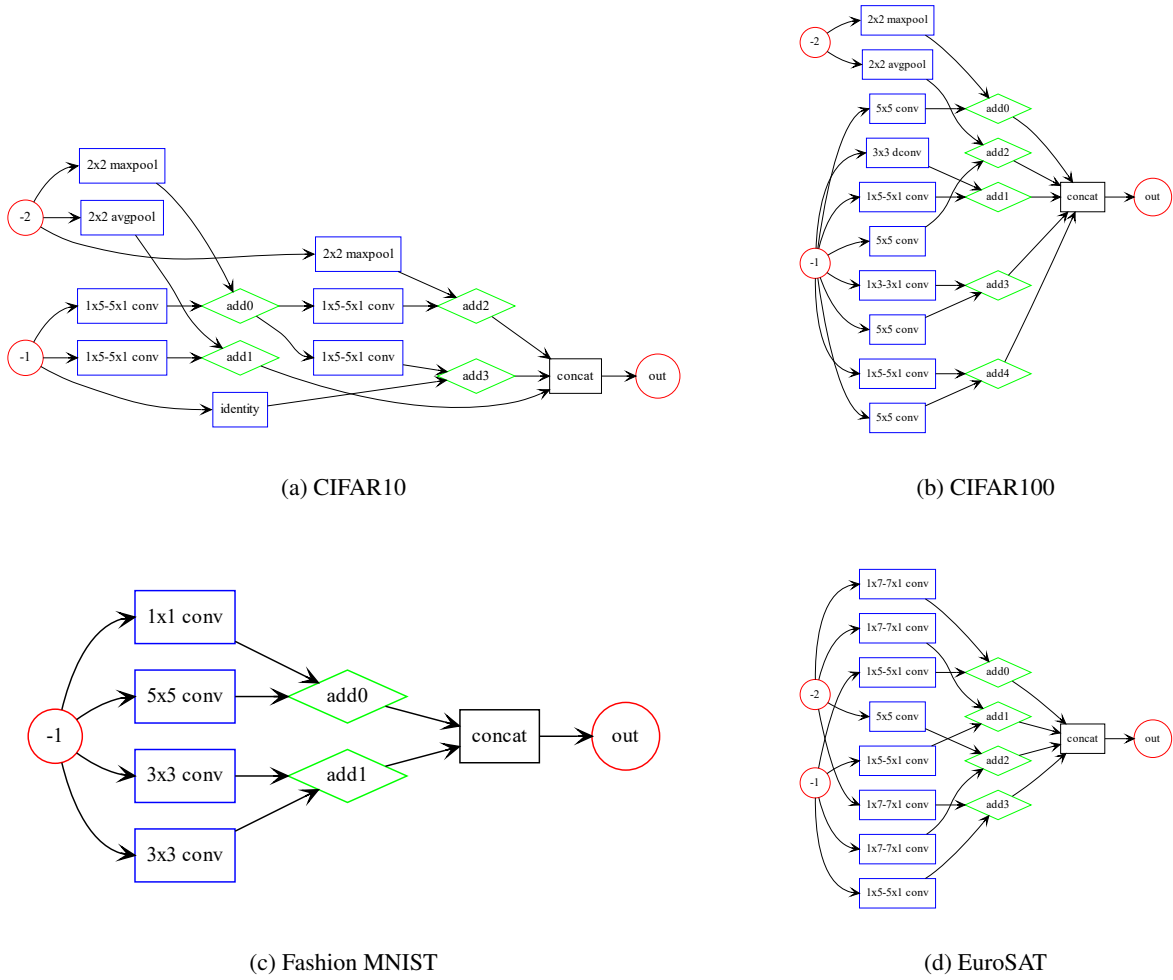 2x2 maxpool
-2
2x2 avgpool
2x2 maxpool
1x5-5x1 conv
add0
1x5-5x1 conv
add2
-1
1x5-5x1 conv
add1
1x5-5x1 conv
add3
concat
out
identity
(a) CIFAR10
2x2 maxpool
-2
2x2 avgpool
5x5 conv
add0
3x3 dconv
add2
1x5-5x1 conv
add1
concat
out
5x5 conv
-1
1x3-3x1 conv
add3
5x5 conv
1x5-5x1 conv
add4
5x5 conv
(b) CIFAR100
1x1 conv
5x5 conv
add0
-1
concat
out
3x3 conv
add1
3x3 conv
(c) Fashion MNIST
1x7-7x1 conv
1x7-7x1 conv
1x5-5x1 conv
add0
-2
5x5 conv
add1
concat
out
1x5-5x1 conv
add2
-1
1x7-7x1 conv
add3
1x7-7x1 conv
1x5-5x1 conv
(d) EuroSAT